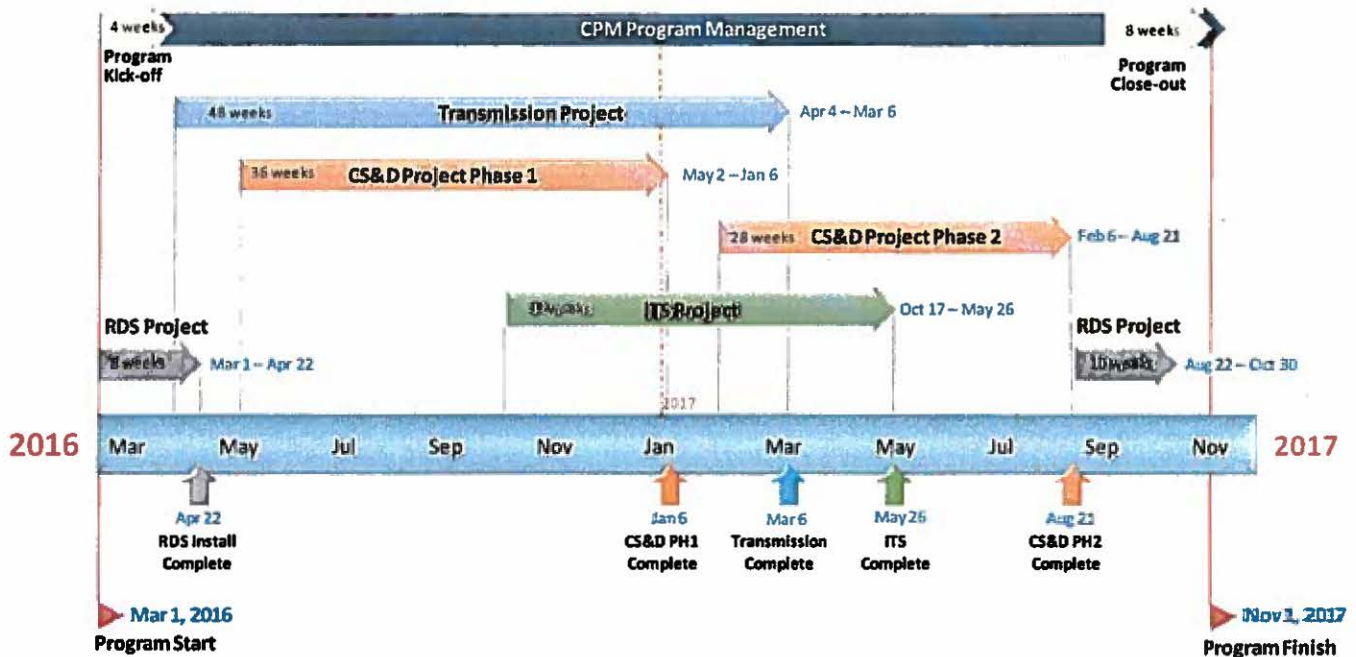 4 weeks
CPM Program Management
8 weeks
Program
Kick-off
Program
Close-out
48 weeks
Transmission Project
Apr 4 – Mar 6
36 weeks
CS&D Project Phase 1
May 2 – Jan 6
28 weeks
CS&D Project Phase 2
Feb 6 – Aug 21
weeks
ITS Project
Oct 17 – May 26
RDS Project
8 weeks
Mar 1 – Apr 22
RDS Project
10 weeks
Aug 22 – Oct 30
2017
2016
Mar
May
Jul
Sep
Nov
Jan
Mar
May
Jul
Sep
Nov
2017
Apr 22
RDS Install
Complete
Jan 6
CS&D PH1
Complete
Mar 6
Transmission
Complete
May 26
ITS
Complete
Aug 21
CS&D PH2
Complete
Mar 1, 2016
Program Start
Nov 1, 2017
Program Finish